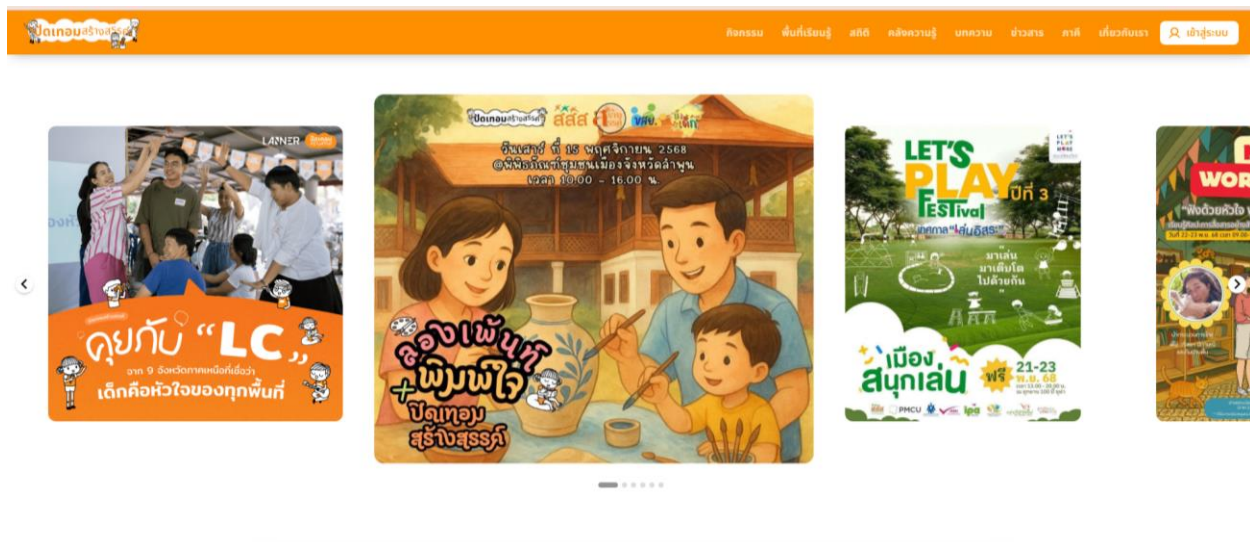 ปิดเทอมสร้างสรรค์
กิจกรรม พื้นที่เรียนรู้ สถิติ คลังความรู้ บทความ ข่าวสาร ภาคี เกี่ยวกับเรา เข้าสู่ระบบ
LANNER
คุยกับ “LC”
จาก 9 จังหวัดภาคเหนือที่เชื่อว่า
เด็กคือหัวใจของทุกพื้นที่
ปิดเทอมสร้างสรรค์ สสส ขสย.
วันเสาร์ ที่ 15 พฤศจิกายน 2568
@พิพิธภัณฑ์ชุมชนเมืองจังหวัดลำพูน
เวลา 10.00 - 16.00 น.
ลองเพ้นท์
+พิมพ์ใจ
ปิดเทอม
สร้างสรรค์
LET'S
PLAY
MORE
LET'S
PLAY ปีที่ 3
FESTival
เทศกาล"เล่นอิสระ"
มาเล่น
มาเติบโต
ไปด้วยกัน
เมือง
สนุกเล่น
ฟรี 21-23
พ.ย. 68
PMCU ipa
D
WOR
"ฟังด้วยหัวใจ